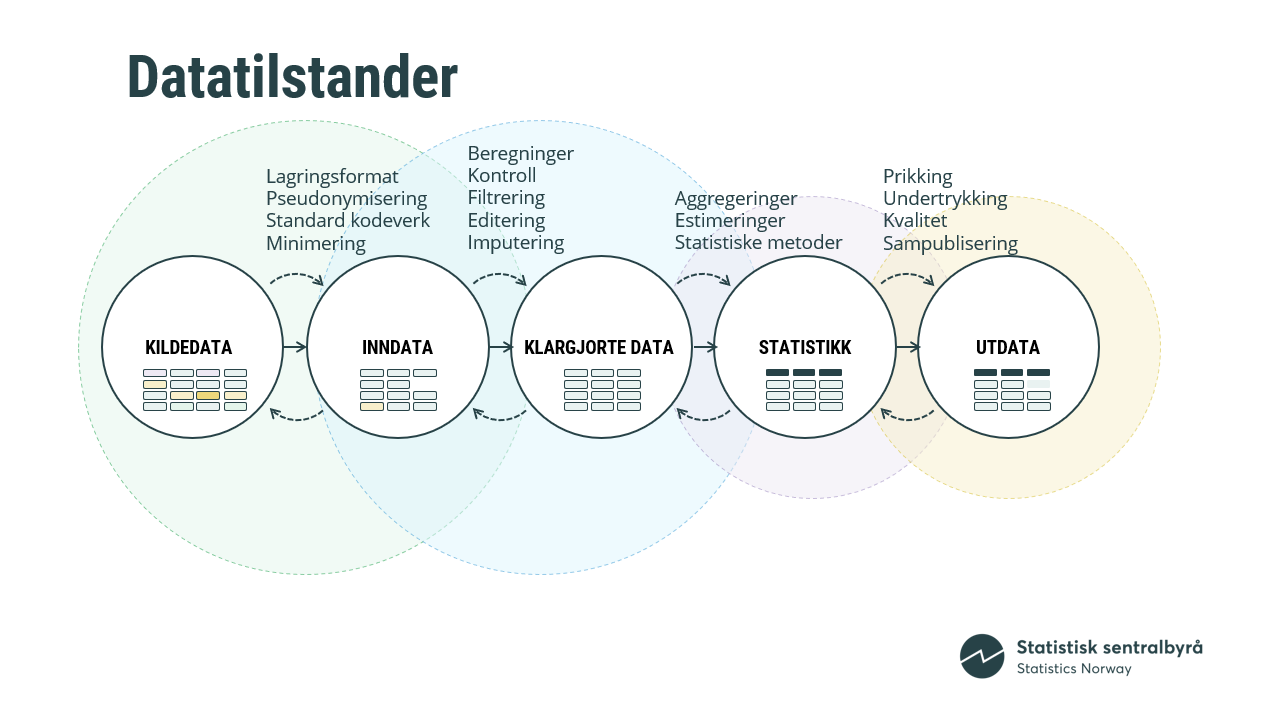 Datatilstander
Lagringsformat
Pseudonymisering
Standard kodeverk
Minimering
Beregninger
Kontroll
Filtrering
Editering
Imputering
Aggregeringer
Estimeringer
Statistiske metoder
Prikking
Undertrykking
Kvalitet
Sampublisering
KILDEDATA
INNDATA
KLARGJORTE DATA
STATISTIKK
UTDATA
Statistisk sentralbyrå
Statistics Norway